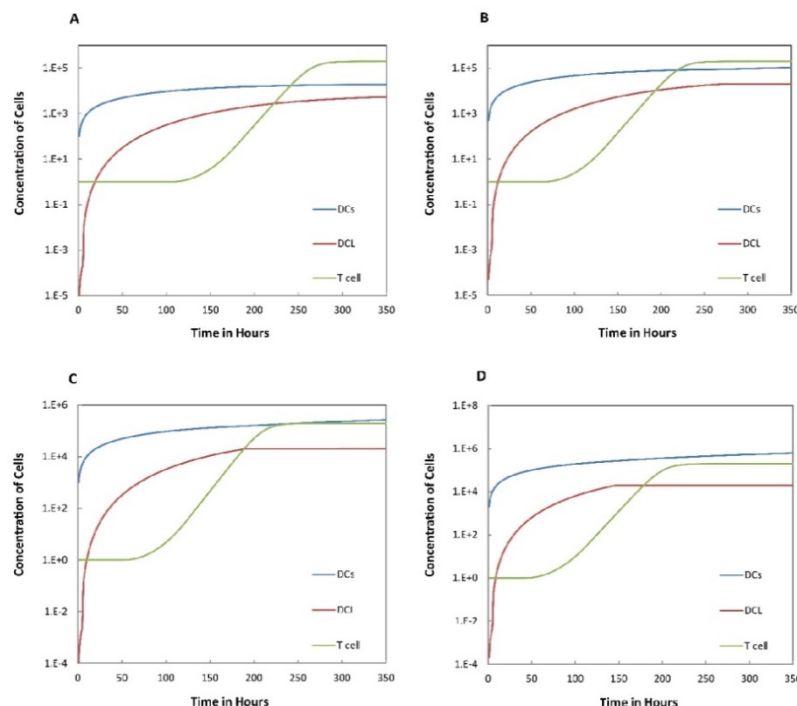 A
Concentration of Cells
1.E+5
1.E+3
1.E+1
1.E-1
1.E-3
1.E-5
DCs
DCL
T cell
0 50 100 150 200 250 300 350
Time in Hours
B
Concentration of Cells
1.E+5
1.E+3
1.E+1
1.E-1
1.E-3
1.E-5
DCs
DCL
T cell
0 50 100 150 200 250 300 350
Time in Hours
C
Concentration of Cells
1.E+6
1.E+4
1.E+2
1.E+0
1.E-2
1.E-4
DCs
DCL
T cell
0 50 100 150 200 250 300 350
Time in Hours
D
Concentration of Cells
1.E+8
1.E+6
1.E+4
1.E+2
1.E+0
1.E-2
1.E-4
DCs
DCL
T cell
0 50 100 150 200 250 300 350
Time in Hours